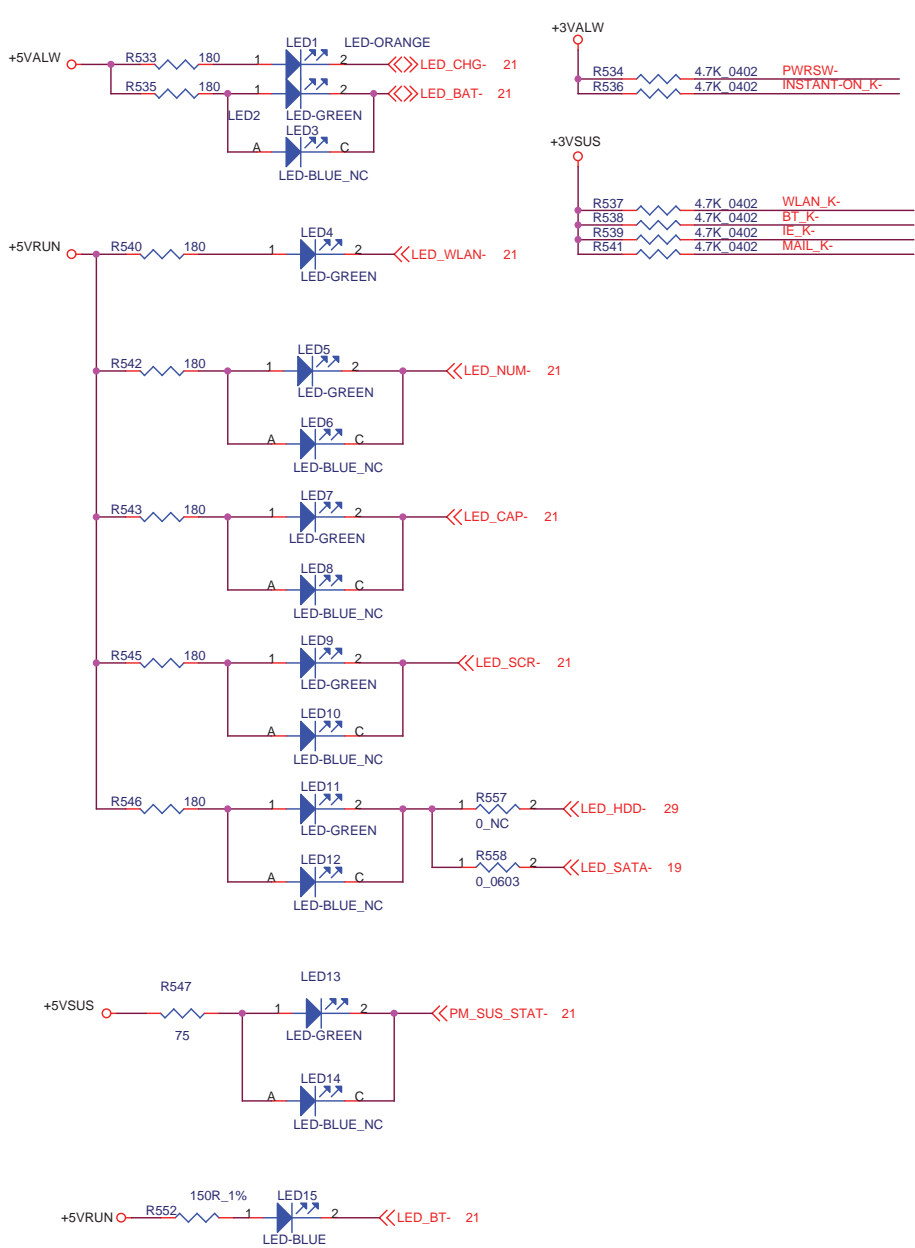 +5VALW
R533 180 1 LED1 2 LED-ORANGE LED_CHG- 21
R535 180 1 LED2 2 LED-GREEN LED_BAT- 21
A LED3 C
LED-BLUE_NC
+3VALW
R534 4.7K_0402 PWRSW-
R536 4.7K_0402 INSTANT-ON_K-
+3VSUS
R537 4.7K_0402 WLAN_K-
R538 4.7K_0402 BT_K-
R539 4.7K_0402 IE_K-
R541 4.7K_0402 MAIL_K-
+5VRUN R540 180 1 LED4 2 LED_WLAN- 21
LED-GREEN
LED5
R542 180 1 2 LED_NUM- 21
LED-GREEN
LED6
A C
LED-BLUE_NC
LED7
R543 180 1 2 LED_CAP- 21
LED-GREEN
LED8
A C
LED-BLUE_NC
LED9
R545 180 1 2 LED_SCR- 21
LED-GREEN
LED10
A C
LED-BLUE_NC
LED11
R546 180 1 2 1 R557 2 LED_HDD- 29
LED-GREEN 0_NC
LED12
A C 1 R558 2 LED_SATA- 19
LED-BLUE_NC 0_0603
R547 LED13
+5VSUS 1 2 PM_SUS_STAT- 21
75 LED-GREEN
LED14
A C
LED-BLUE_NC
150R_1% LED15
+5VRUN R552 1 2 LED_BT- 21
LED-BLUE